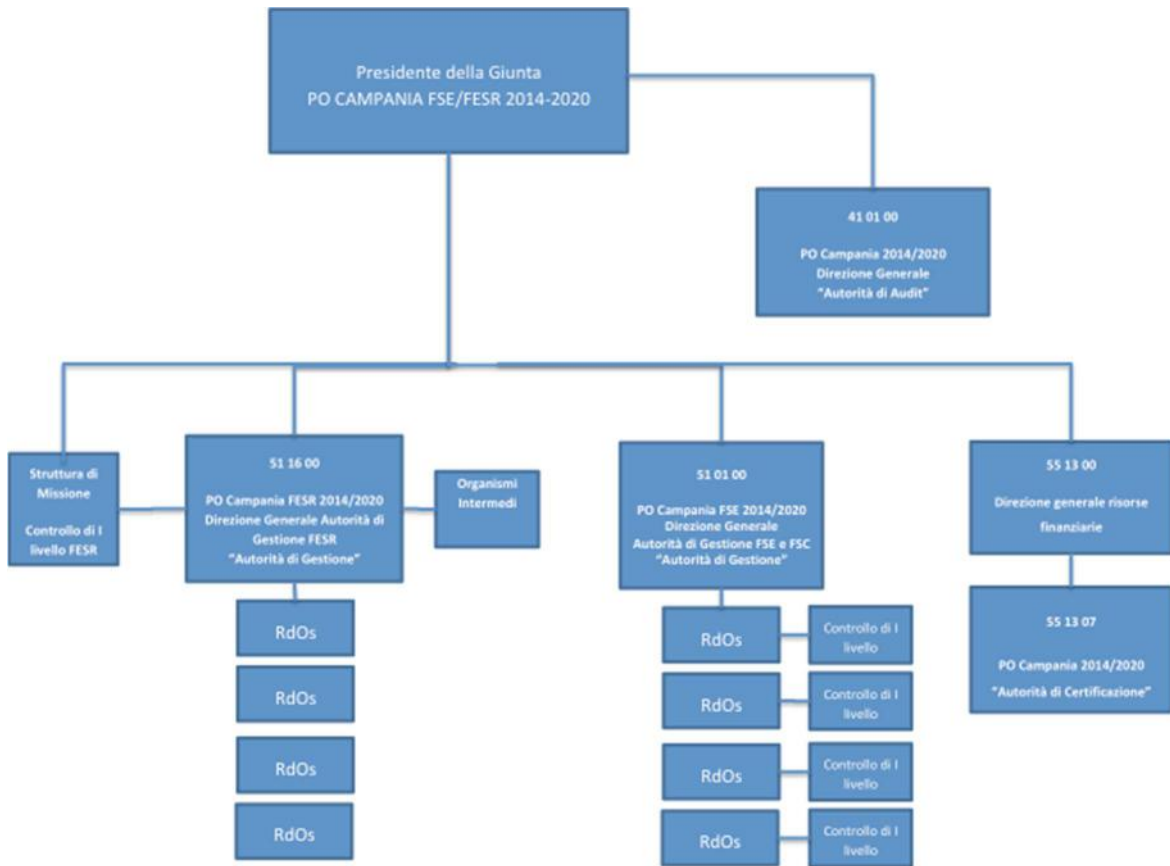 Presidente della Giunta
PO CAMPANIA FSE/FESR 2014-2020
41 01 00
PO Campania 2014/2020
Direzione Generale
"Autorità di Audit"
Struttura di
Missione
Controllo di I
livello FESR
51 16 00
PO Campania FESR 2014/2020
Direzione Generale Autorità di
Gestione FESR
"Autorità di Gestione"
Organismi
Intermedi
51 01 00
PO Campania FSE 2014/2020
Direzione Generale
Autorità di Gestione FSE e FSC
"Autorità di Gestione"
55 13 00
Direzione generale risorse
finanziarie
55 13 07
PO Campania 2014/2020
"Autorità di Certificazione"
RdOs
RdOs
RdOs
RdOs
RdOs
Controllo di I
livello
RdOs
Controllo di I
livello
RdOs
Controllo di I
livello
RdOs
Controllo di I
livello